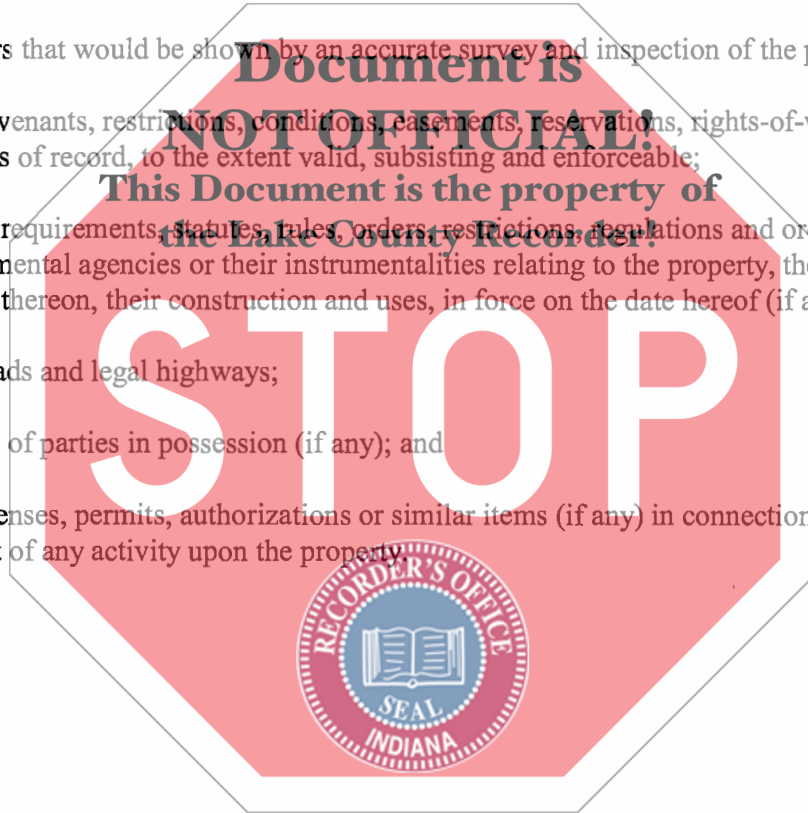 s that would be shown by an accurate survey and inspection of the p
Document is
venants, restrictions, conditions, easements, reservations, rights-of-
NOT OFFICIAL!
s of record, to the extent valid, subsisting and enforceable;
This Document is the property of
requirements, statutes, rules, orders, restrictions, regulations and or
the Lake County Recorder!
mental agencies or their instrumentalities relating to the property, the
thereon, their construction and uses, in force on the date hereof (if a
STOP
ads and legal highways;
of parties in possession (if any); and
enses, permits, authorizations or similar items (if any) in connection
t of any activity upon the property.
RECORDER'S OFFICE
SEAL
INDIANA